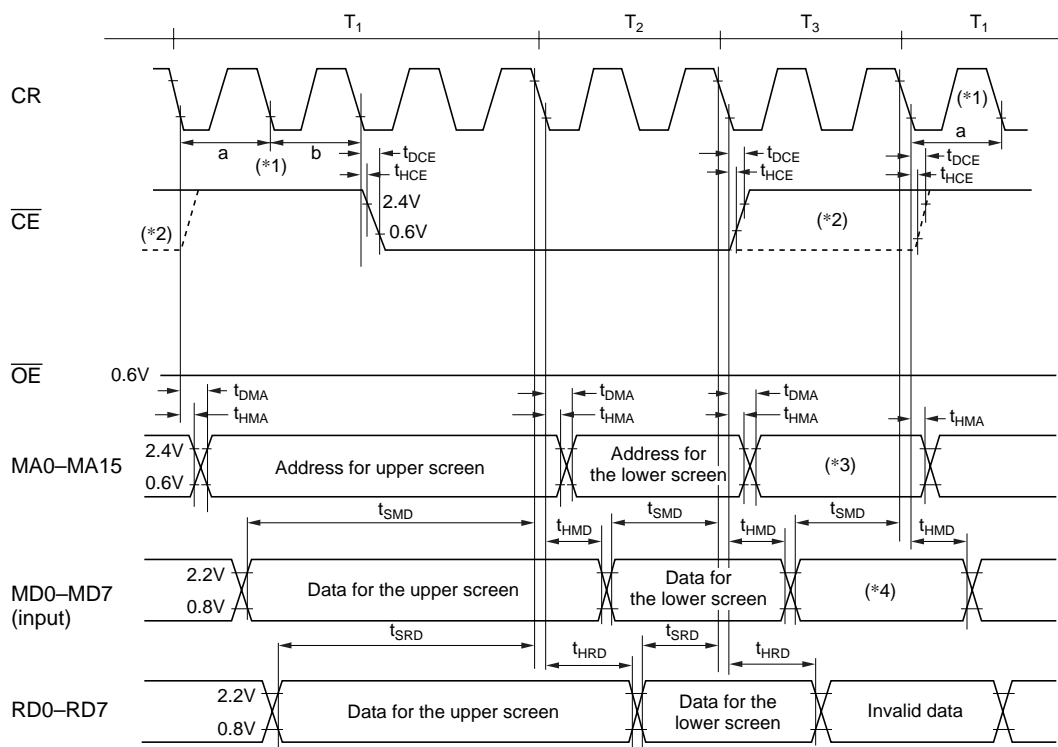 T1 T2 T3 T1
CR
(*1)
a b a
(*1)
tDCE tDCE tDCE
tHCE tHCE tHCE
CE
2.4V
(*2) (*2)
0.6V
OE 0.6V
tDMA tDMA tDMA
tHMA tHMA tHMA tHMA
MA0–MA15
2.4V
0.6V
Address for upper screen
Address for
the lower screen
(*3)
tSMD tHMD tSMD tHMD tSMD tHMD
MD0–MD7
(input)
2.2V
0.8V
Data for the upper screen
Data for
the lower screen
(*4)
tSRD tHRD tSRD tHRD
RD0–RD7
2.2V
0.8V
Data for the upper screen
Data for the
lower screen
Invalid data